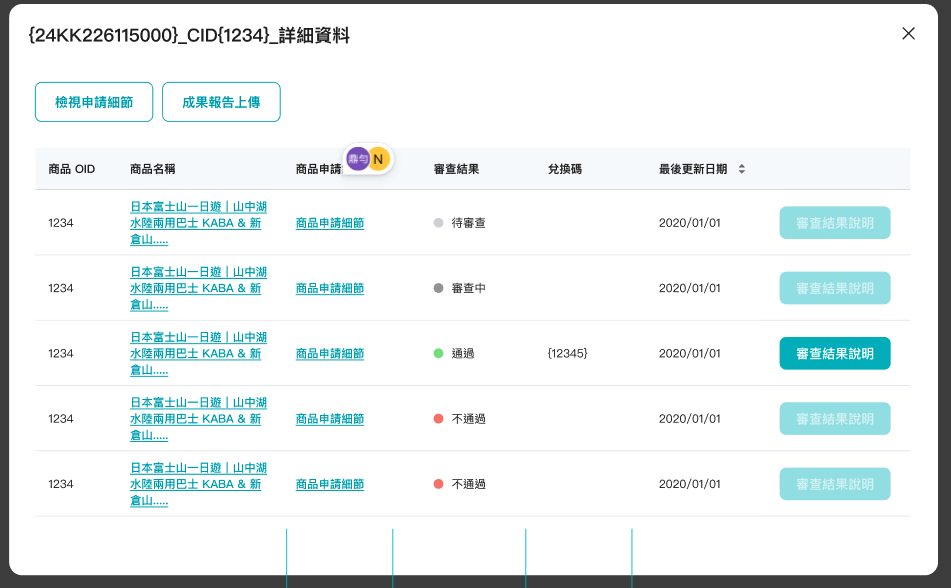 {24KK226115000}_CID{1234}_詳細資料
檢視申請細節 成果報告上傳
商品 OID 商品名稱 商品申請 鼎勻 N 審查結果 兌換碼 最後更新日期
日本富士山一日遊｜山中湖
1234 水陸兩用巴士 KABA & 新 商品申請細節 待審查 2020/01/01 審查結果說明
倉山.....
日本富士山一日遊｜山中湖
1234 水陸兩用巴士 KABA & 新 商品申請細節 審查中 2020/01/01 審查結果說明
倉山.....
日本富士山一日遊｜山中湖
1234 水陸兩用巴士 KABA & 新 商品申請細節 通過 {12345} 2020/01/01 審查結果說明
倉山.....
日本富士山一日遊｜山中湖
1234 水陸兩用巴士 KABA & 新 商品申請細節 不通過 2020/01/01 審查結果說明
倉山.....
日本富士山一日遊｜山中湖
1234 水陸兩用巴士 KABA & 新 商品申請細節 不通過 2020/01/01 審查結果說明
倉山.....